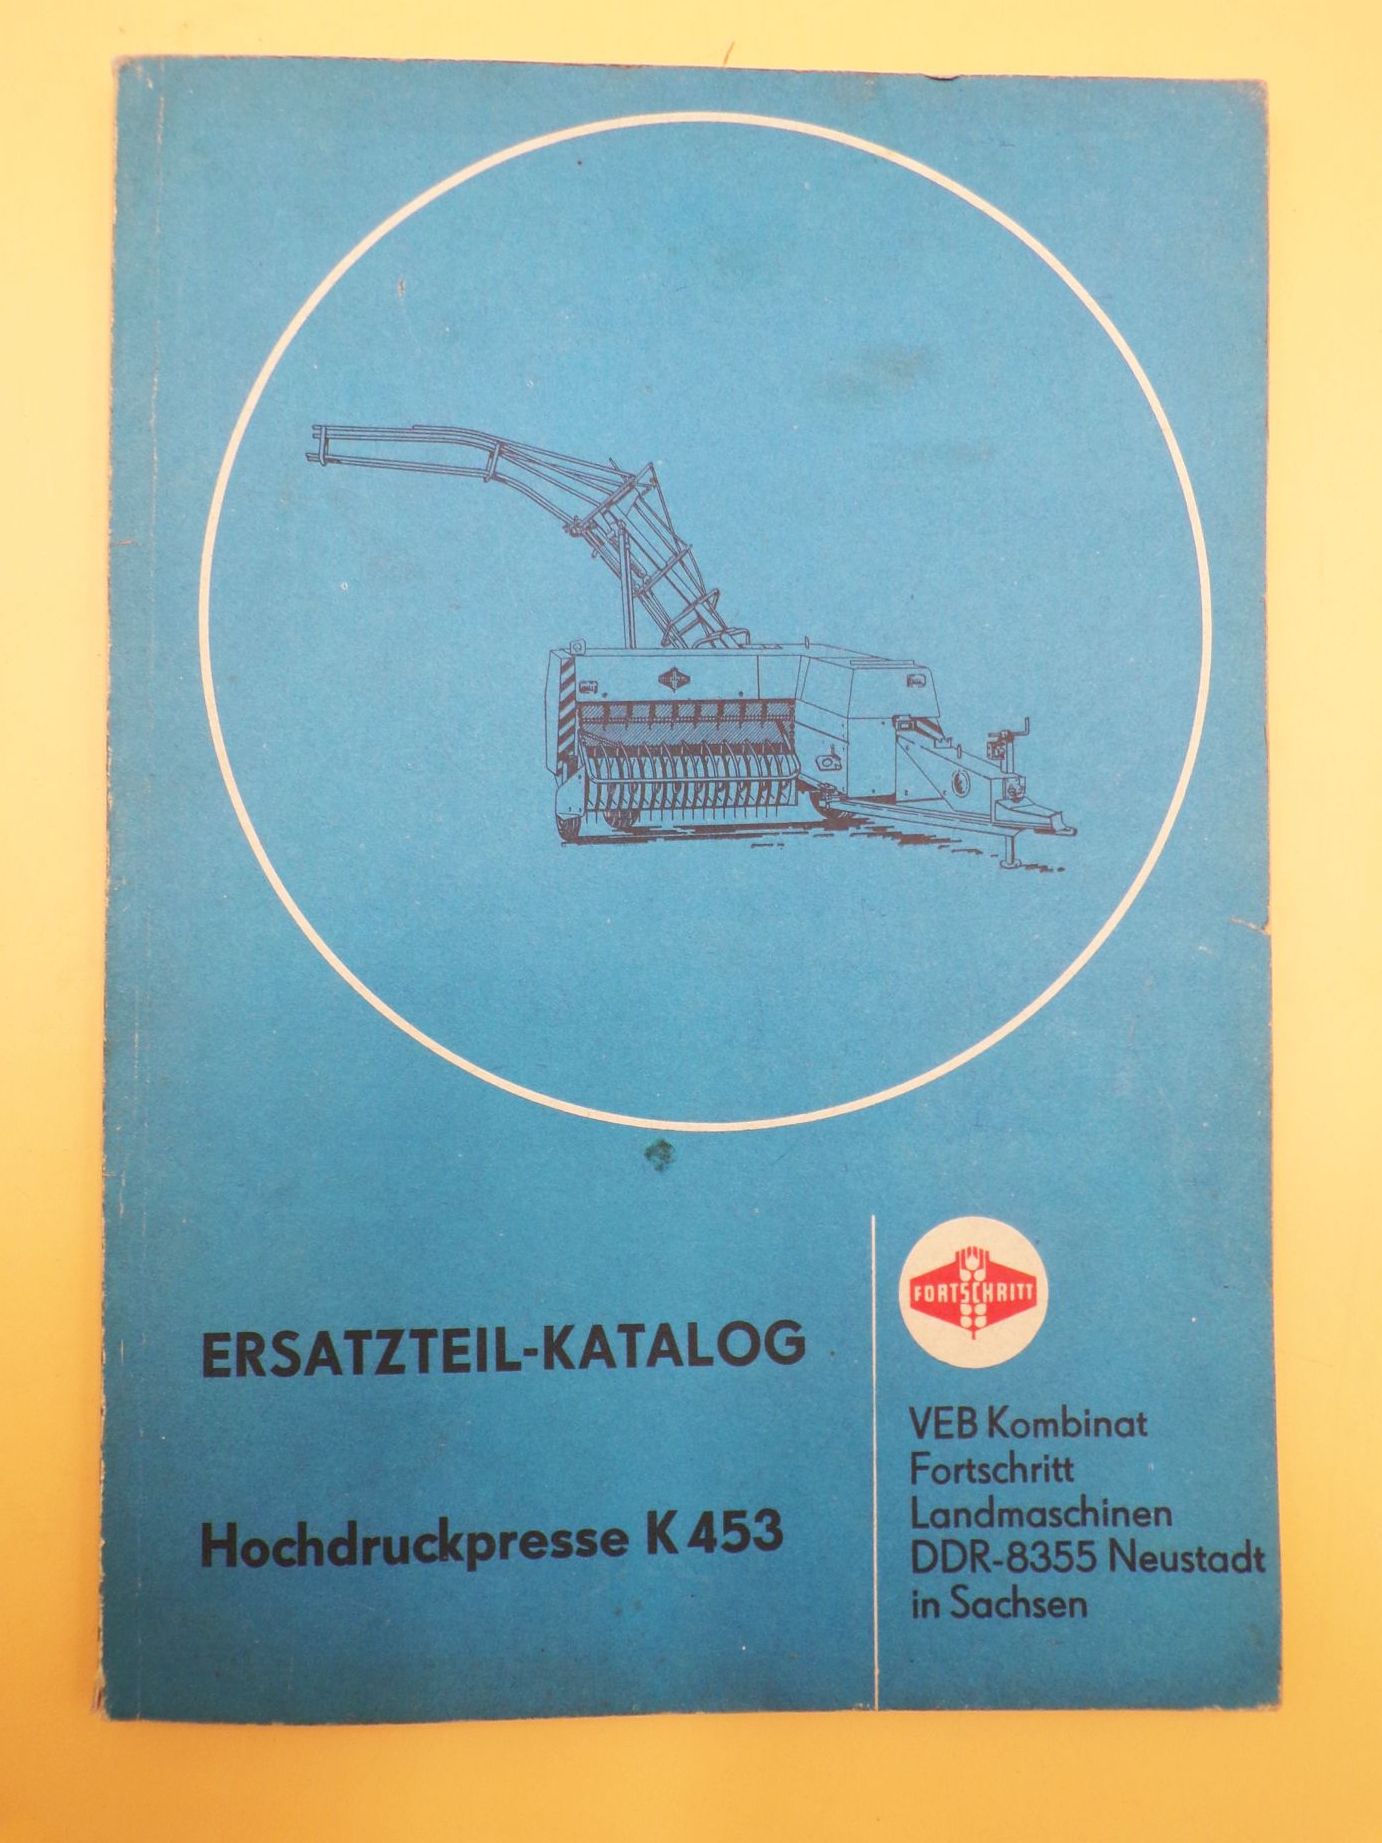 ERSATZTEIL-KATALOG
Hochdruckpresse K 453
FORTSCHRITT
VEB Kombinat
Fortschritt
Landmaschinen
DDR-8355 Neustadt
in Sachsen